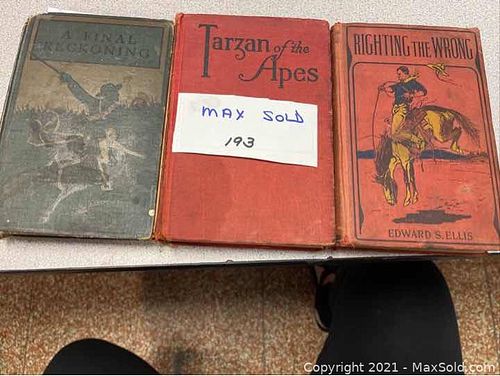 A FINAL
RECKONING
Tarzan of the
Apes
MAX SOLD
193
RIGHTING THE WRONG
EDWARD S. ELLIS
Copyright 2021 - MaxSold.com